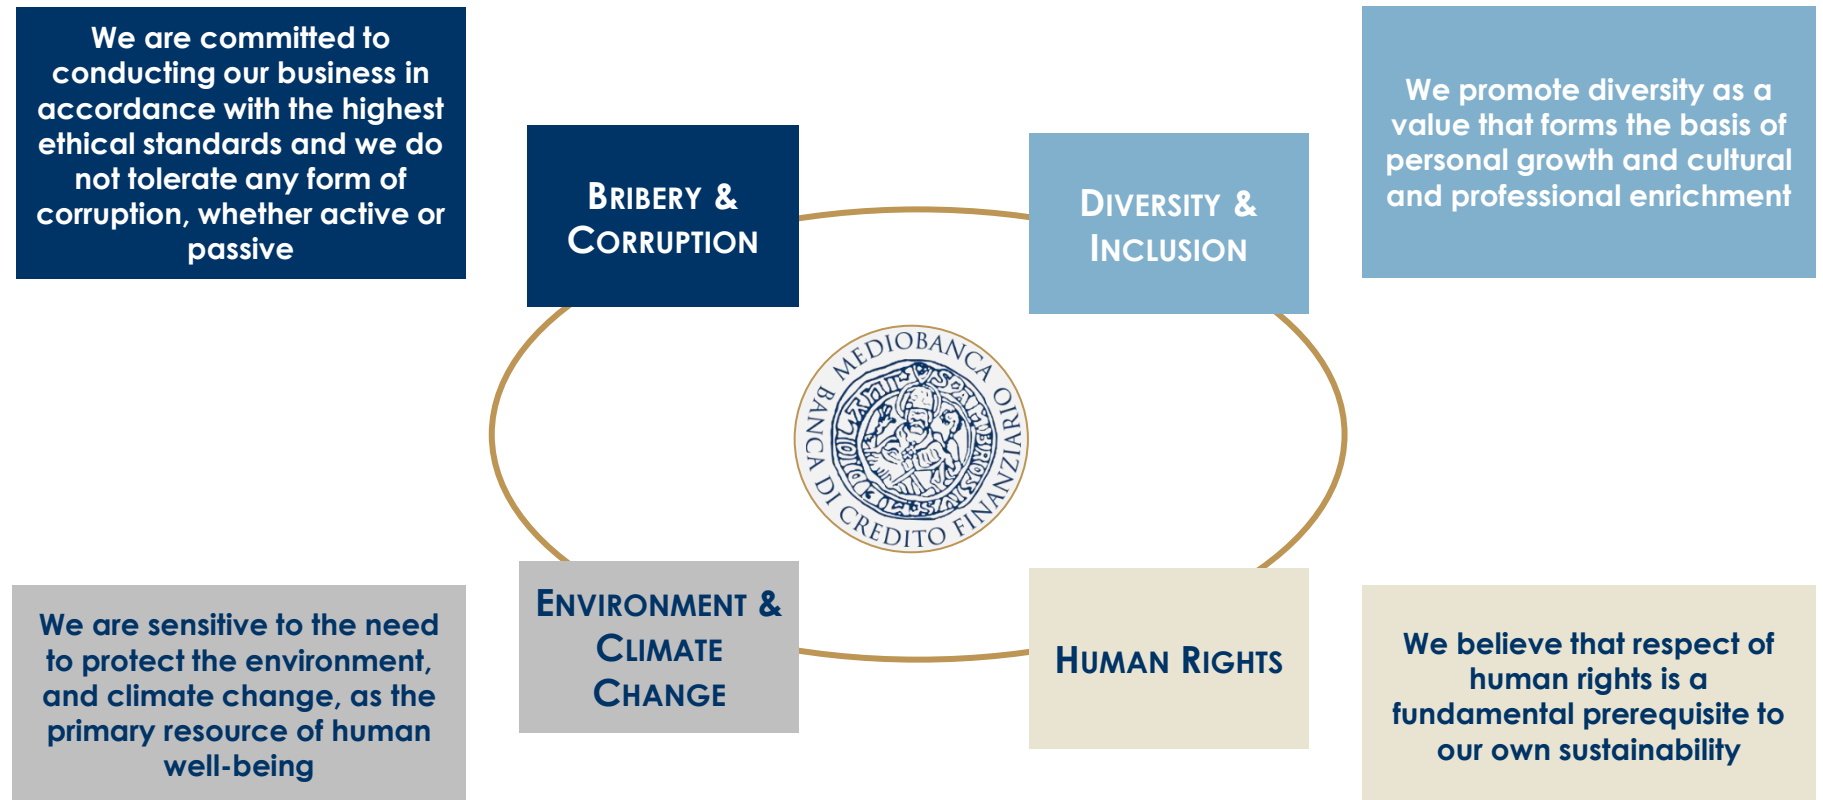 We are committed to
conducting our business in
accordance with the highest
ethical standards and we do
not tolerate any form of
corruption, whether active or
passive
BRIBERY &
CORRUPTION
DIVERSITY &
INCLUSION
We promote diversity as a
value that forms the basis of
personal growth and cultural
and professional enrichment
MEDIOBANCA
BANCA DI CREDITO FINANZIARIO
We are sensitive to the need
to protect the environment,
and climate change, as the
primary resource of human
well-being
ENVIRONMENT &
CLIMATE
CHANGE
HUMAN RIGHTS
We believe that respect of
human rights is a
fundamental prerequisite to
our own sustainability